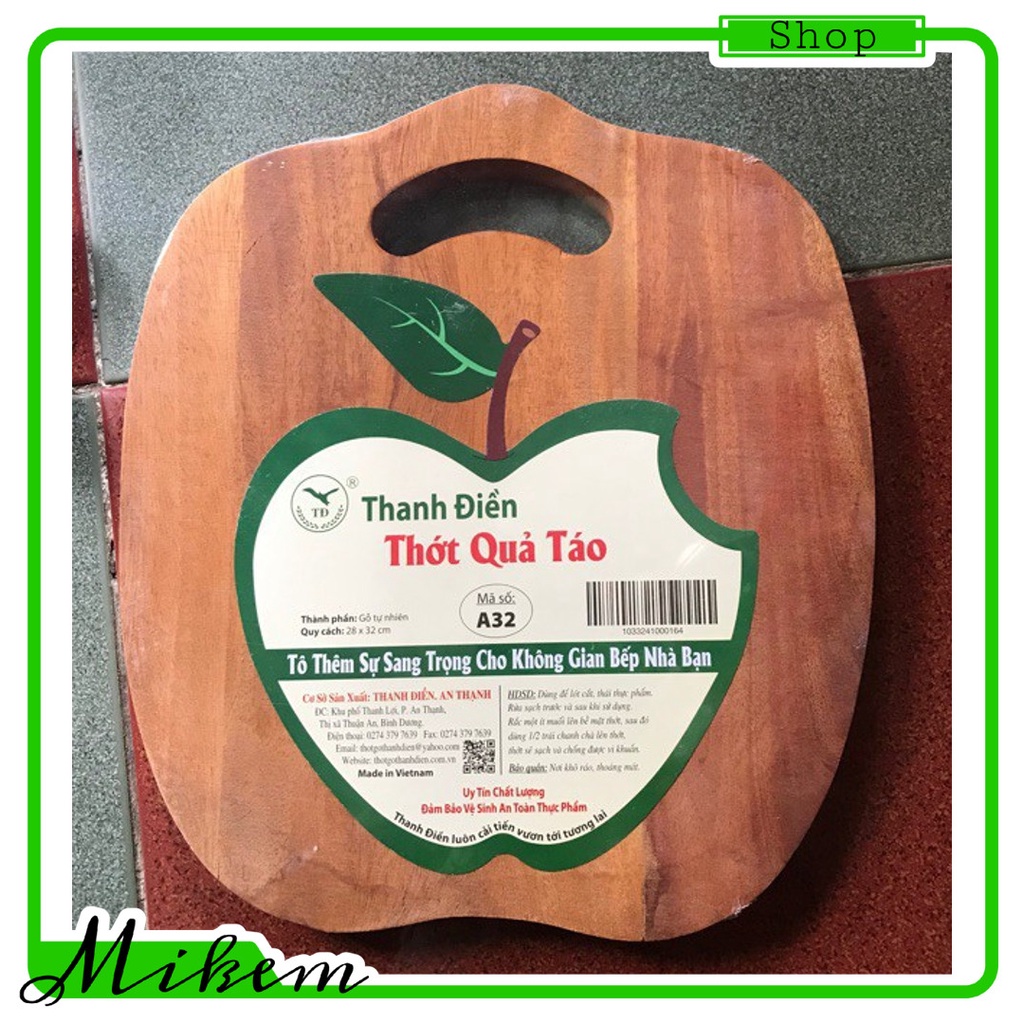 Shop
TD
®
Thanh Điền
Thớt Quả Táo
Thành phần: Gỗ tự nhiên
Quy cách: 28 x 32 cm
Mã số:
A32
1033241000164
Tô Thêm Sự Sang Trọng Cho Không Gian Bếp Nhà Bạn
Cơ Sở Sản Xuất: THANH ĐIỀN. AN THẠNH
ĐC: Khu phố Thạnh Lợi, P. An Thạnh,
Thị xã Thuận An, Bình Dương.
Điện thoại: 0274 379 7639 Fax: 0274 379 7639
Email: thotgothanhdien@yahoo.com
Website: thotgothanhdien.com.vn
Made in Vietnam
HDSD: Dùng để lót cắt, thái thực phẩm.
Rửa sạch trước và sau khi sử dụng.
Rắc một ít muối lên bề mặt thớt, sau đó
dùng 1/2 trái chanh chà lên thớt,
thớt sẽ sạch và chống được vi khuẩn.
Bảo quản: Nơi khô ráo, thoáng mát.
Uy Tín Chất Lượng
Đảm Bảo Vệ Sinh An Toàn Thực Phẩm
Thanh Điền luôn cải tiến vươn tới tương lai
Mikem